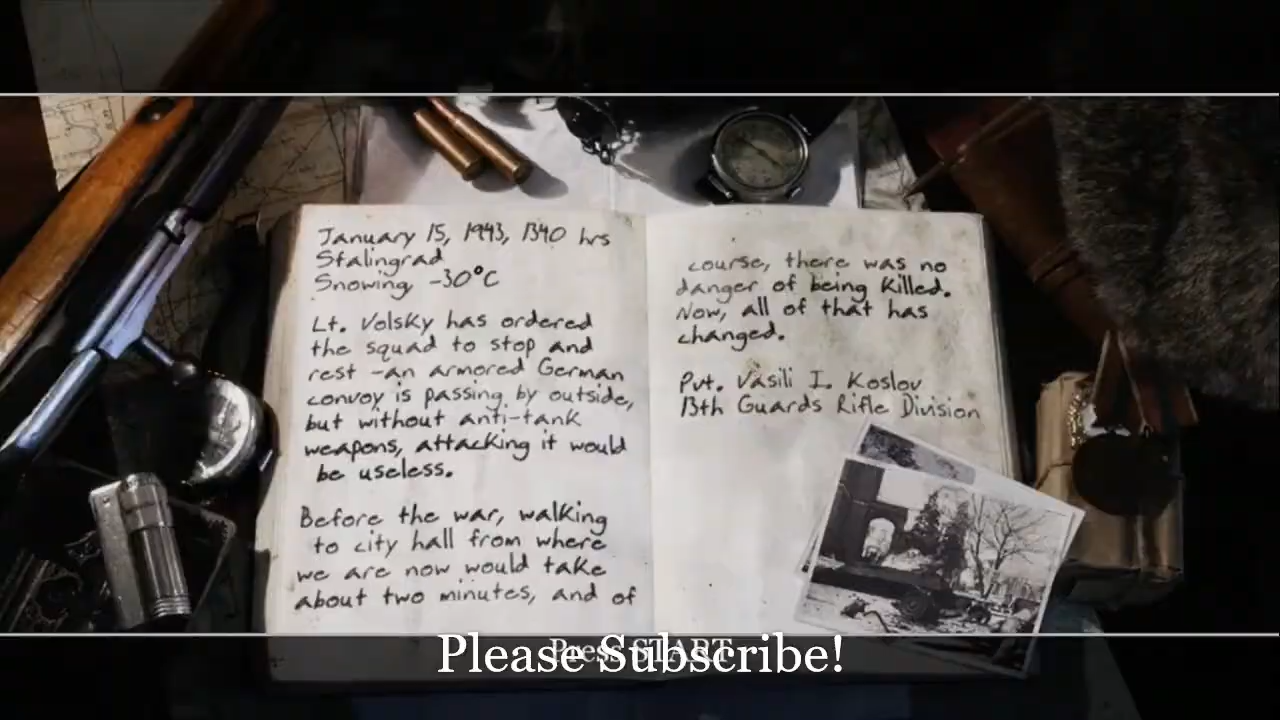 January 15, 1943, 1340 hrs
Stalingrad
Snowing -30°C
Lt. Volsky has ordered
the squad to stop and
rest -an armored German
convoy is passing by outside,
but without anti-tank
weapons, attacking it would
be useless.
Before the war, walking
to city hall from where
we are now would take
about two minutes, and of
course, there was no
danger of being killed.
Now, all of that has
changed.
Pvt. Vasili I. Koslov
13th Guards Rifle Division
Press START
Please Subscribe!